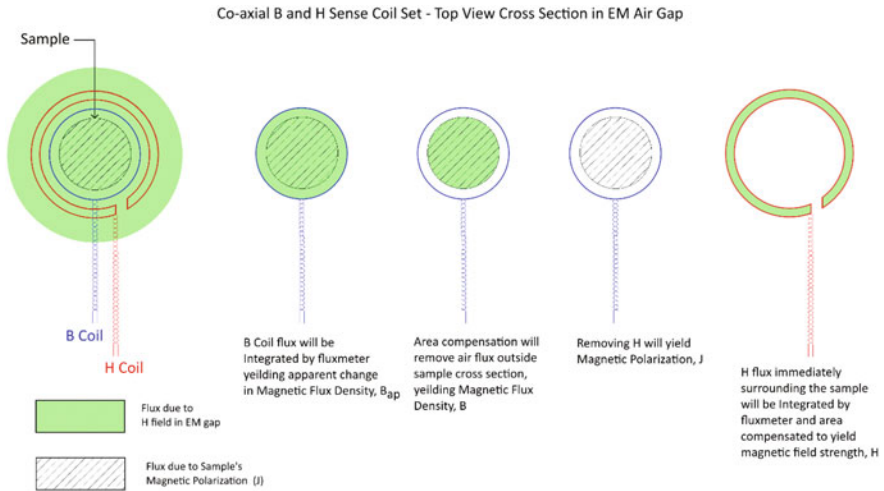 Co-axial B and H Sense Coil Set - Top View Cross Section in EM Air Gap
Sample
B Coil
H Coil
B Coil flux will be
Integrated by fluxmeter
yeilding apparent change
in Magnetic Flux Density, Bap
Area compensation will
remove air flux outside
sample cross section,
yeilding Magnetic Flux
Density, B
Removing H will yield
Magnetic Polarization, J
H flux immediately
surrounding the sample
will be Integrated by
fluxmeter and area
compensated to yield
magnetic field strength, H
Flux due to
H field in EM gap
Flux due to Sample's
Magnetic Polarization (J)